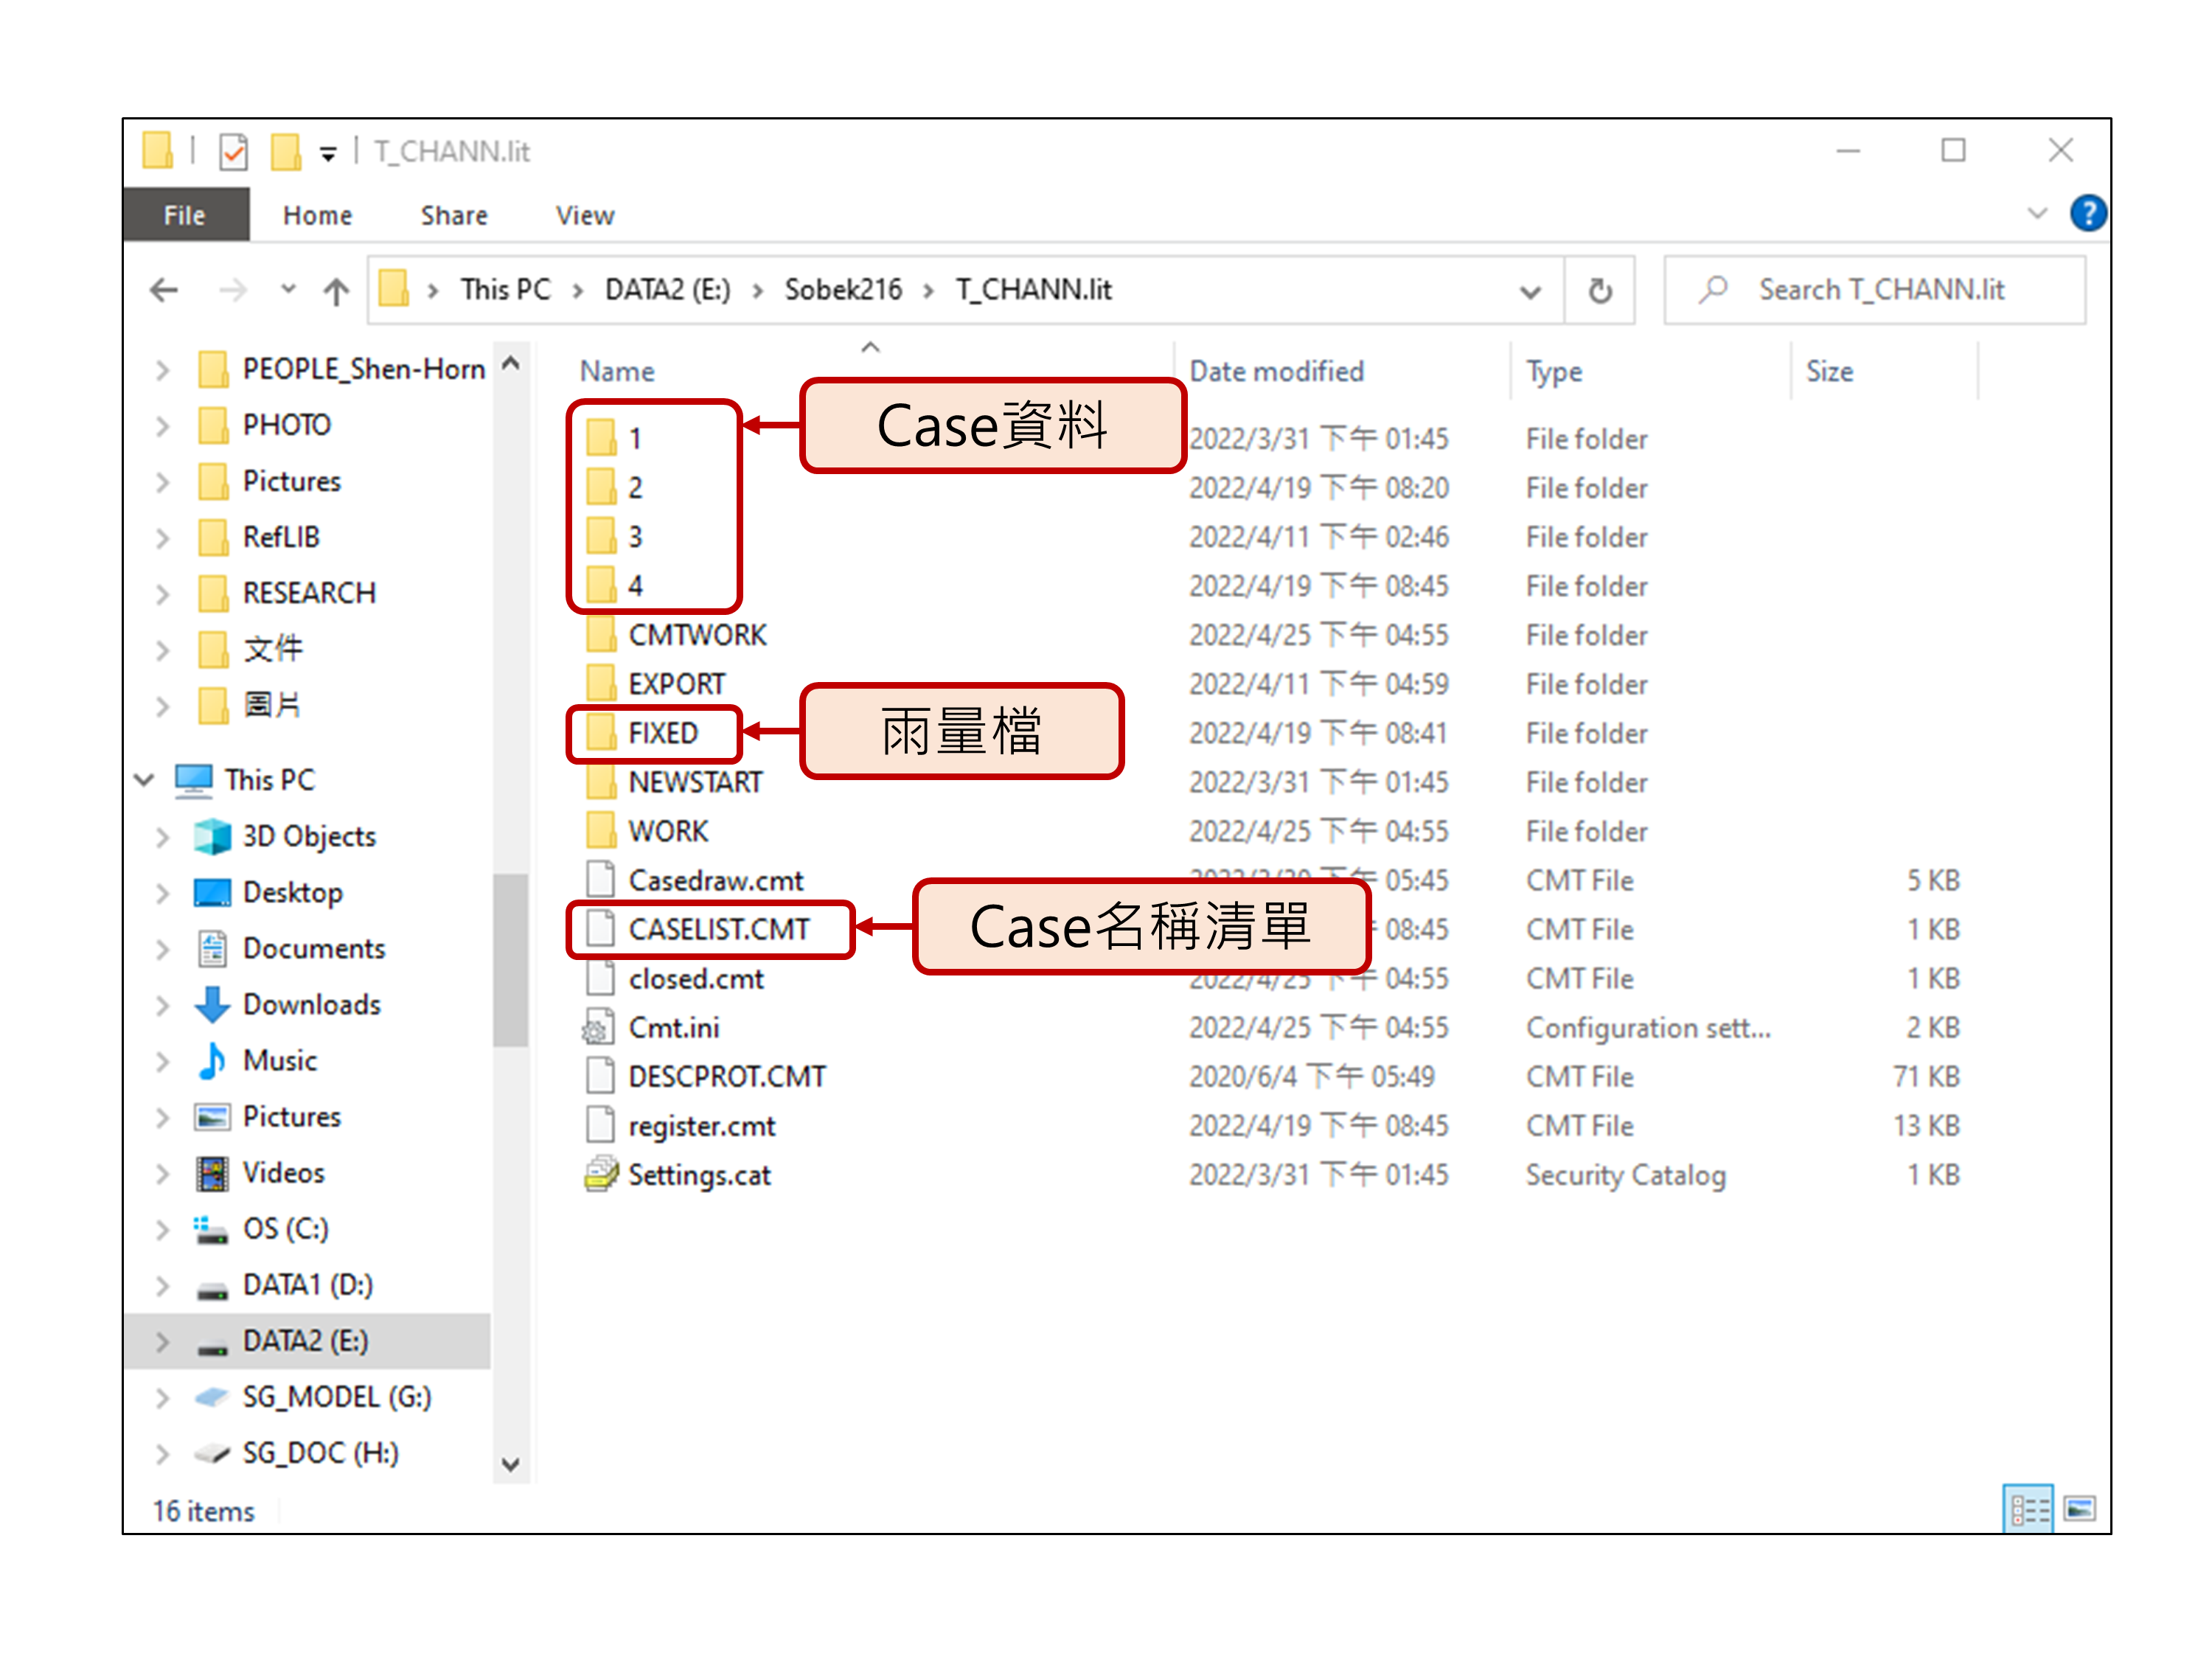 T_CHANN.lit
File Home Share View
This PC > DATA2 (E:) > Sobek216 > T_CHANN.lit
Search T_CHANN.lit
PEOPLE_Shen-Horn
PHOTO
Pictures
RefLIB
RESEARCH
文件
圖片
This PC
3D Objects
Desktop
Documents
Downloads
Music
Pictures
Videos
OS (C:)
DATA1 (D:)
DATA2 (E:)
SG_MODEL (G:)
SG_DOC (H:)
Name Date modified Type Size
Case資料
1 2022/3/31 下午 01:45 File folder
2 2022/4/19 下午 08:20 File folder
3 2022/4/11 下午 02:46 File folder
4 2022/4/19 下午 08:45 File folder
CMTWORK 2022/4/25 下午 04:55 File folder
EXPORT 2022/4/11 下午 04:59 File folder
FIXED 2022/4/19 下午 08:41 File folder
雨量檔
NEWSTART 2022/3/31 下午 01:45 File folder
WORK 2022/4/25 下午 04:55 File folder
Casedraw.cmt 05:45 CMT File 5 KB
CASELIST.CMT 08:45 CMT File 1 KB
Case名稱清單
closed.cmt 2022/4/25 下午 04:55 CMT File 1 KB
Cmt.ini 2022/4/25 下午 04:55 Configuration sett... 2 KB
DESCPROT.CMT 2020/6/4 下午 05:49 CMT File 71 KB
register.cmt 2022/4/19 下午 08:45 CMT File 13 KB
Settings.cat 2022/3/31 下午 01:45 Security Catalog 1 KB
16 items